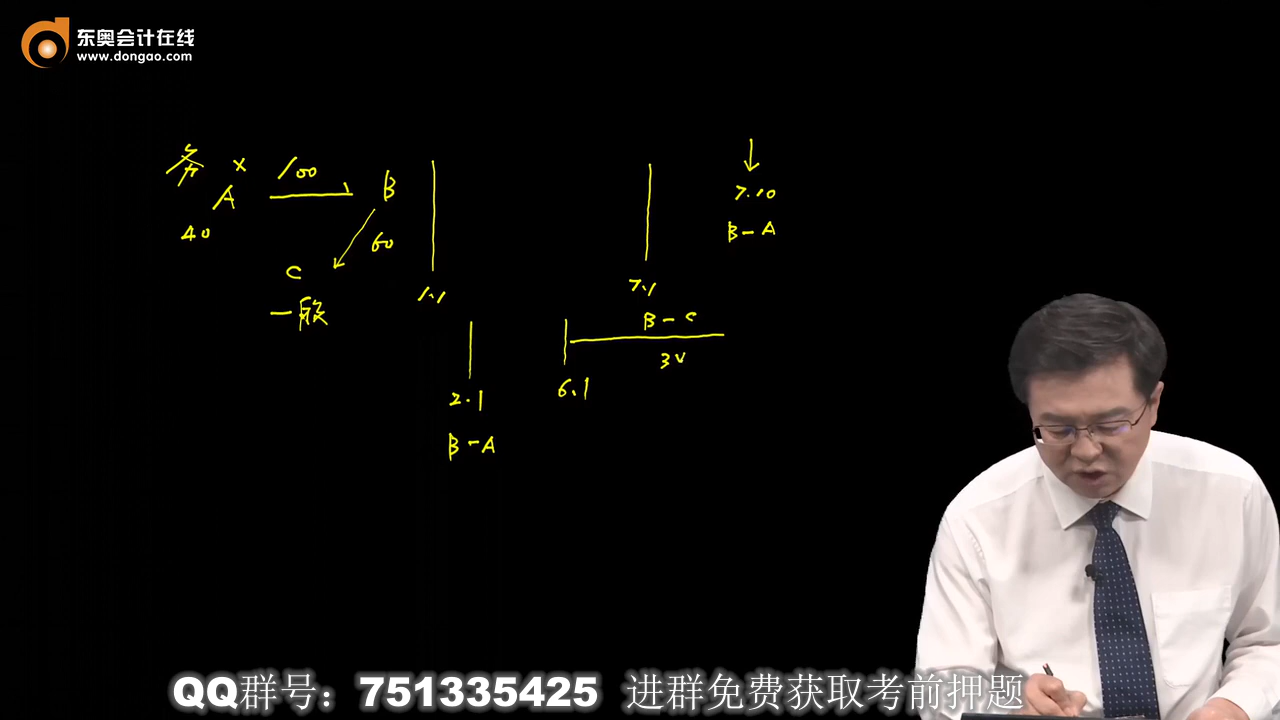 东奥会计在线
www.dongao.com
务 × 100
A B
40 60
C
一般
1.1
7.1
7.10
B-A
B-C
3
6.1
2.1
B-A
QQ群号：751335425 进群免费获取考前押题